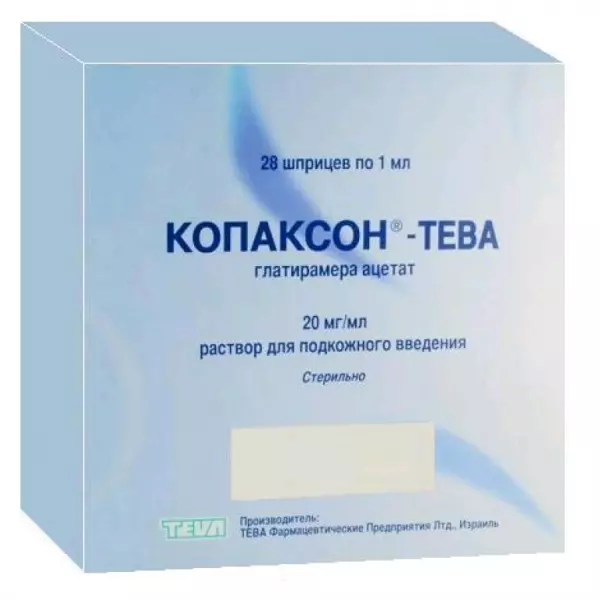 28 шприцев по 1 мл
КОПАКСОН®-ТЕВА
глатирамера ацетат
20 мг/мл
раствор для подкожного введения
Стерильно
TEVA
Производитель:
ТЕВА Фармацевтические Предприятия Лтд., Израиль